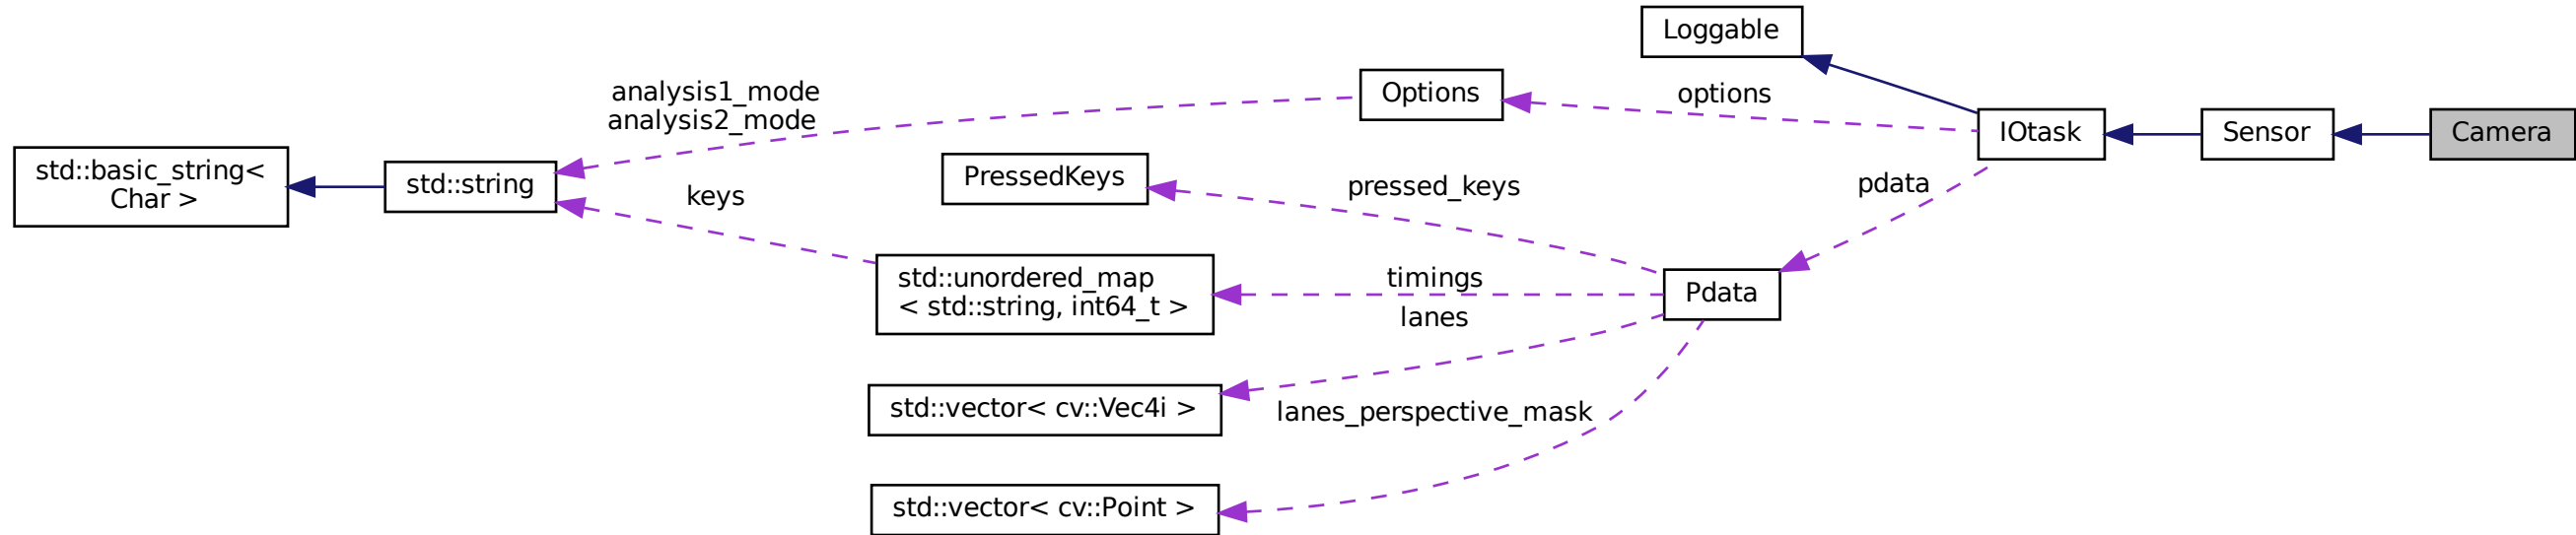 Loggable
analysis1_mode
analysis2_mode
Options
options
IOtask
Sensor
Camera
std::basic_string<
Char >
std::string
keys
PressedKeys
pressed_keys
pdata
std::unordered_map
< std::string, int64_t >
timings
lanes
Pdata
std::vector< cv::Vec4i >
lanes_perspective_mask
std::vector< cv::Point >